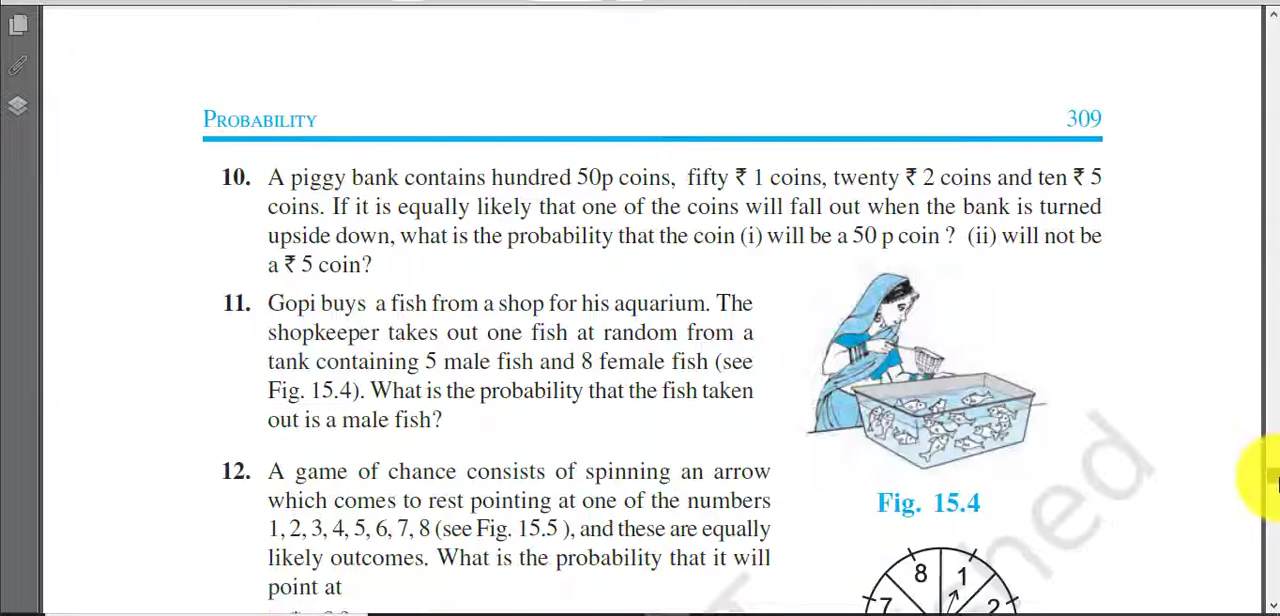 PROBABILITY 309
10. A piggy bank contains hundred 50p coins, fifty ₹ 1 coins, twenty ₹ 2 coins and ten ₹ 5
coins. If it is equally likely that one of the coins will fall out when the bank is turned
upside down, what is the probability that the coin (i) will be a 50 p coin ? (ii) will not be
a ₹ 5 coin?
11. Gopi buys a fish from a shop for his aquarium. The
shopkeeper takes out one fish at random from a
tank containing 5 male fish and 8 female fish (see
Fig. 15.4). What is the probability that the fish taken
out is a male fish?
Fig. 15.4
12. A game of chance consists of spinning an arrow
which comes to rest pointing at one of the numbers
1, 2, 3, 4, 5, 6, 7, 8 (see Fig. 15.5 ), and these are equally
likely outcomes. What is the probability that it will
point at
8 1
7 2